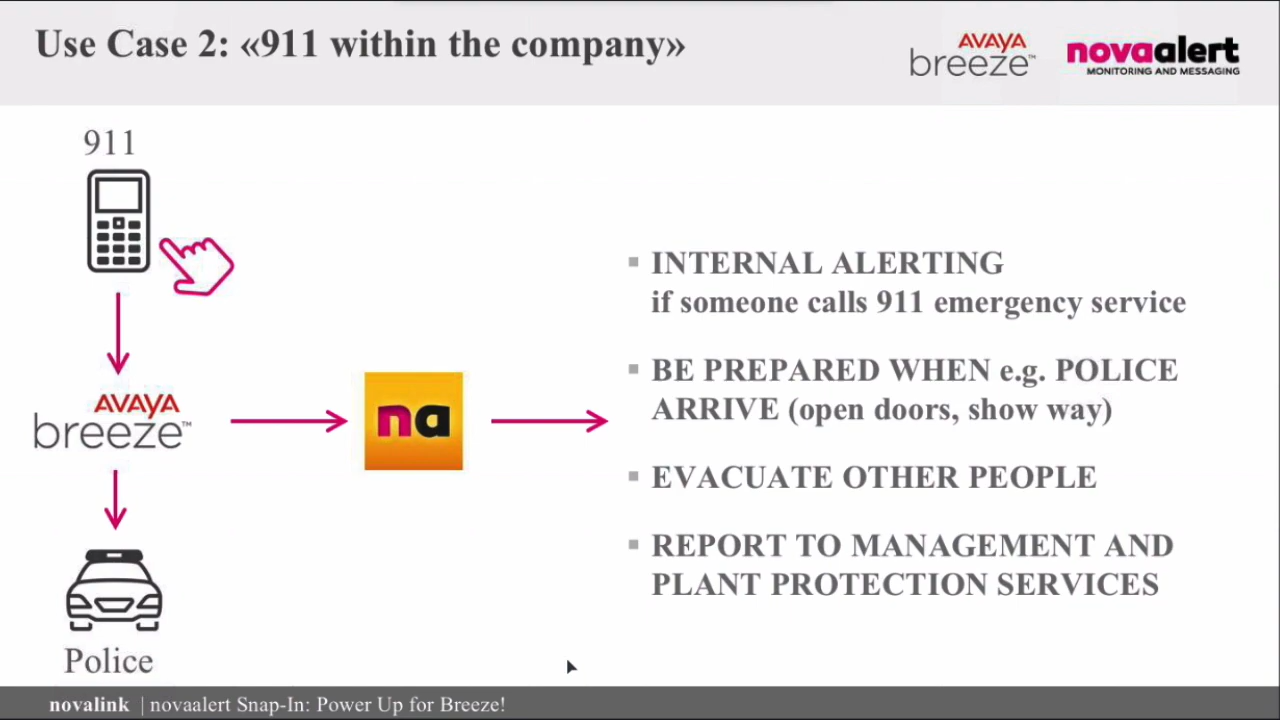 Use Case 2: «911 within the company»
AVAYA
breeze™
novaalert
MONITORING AND MESSAGING
911
INTERNAL ALERTING
if someone calls 911 emergency service
BE PREPARED WHEN e.g. POLICE
ARRIVE (open doors, show way)
AVAYA
breeze™
na
EVACUATE OTHER PEOPLE
REPORT TO MANAGEMENT AND
PLANT PROTECTION SERVICES
Police
novalink | novaalert Snap-In: Power Up for Breeze!